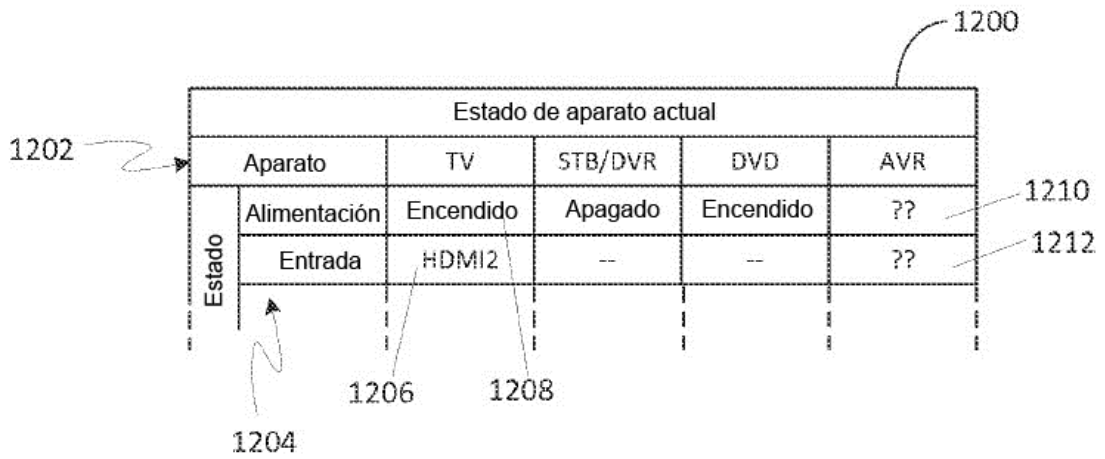 1200
Estado de aparato actual
1202
Aparato TV STB/DVR DVD AVR
Estado
Alimentación Encendido Apagado Encendido ?? 1210
Entrada HDMI2 -- -- ?? 1212
1206 1208
1204